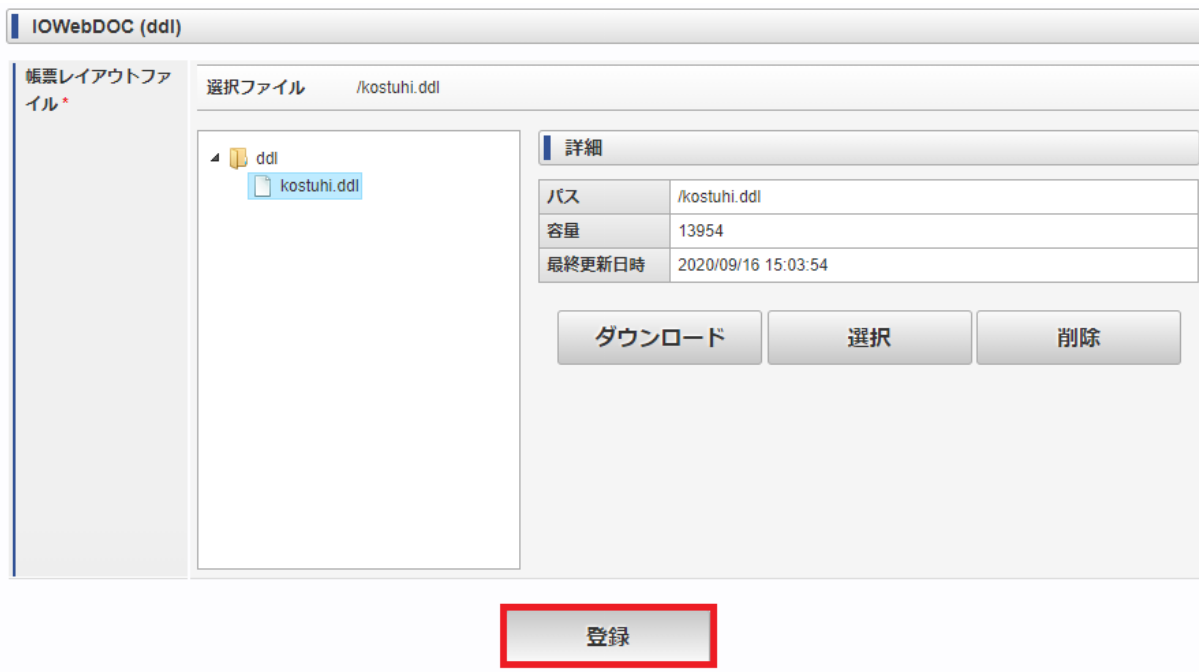 IOWebDOC (ddl)
帳票レイアウトファ
イル *
選択ファイル /kostuhi.ddl
ddl
kostuhi.ddl
詳細
パス /kostuhi.ddl
容量 13954
最終更新日時 2020/09/16 15:03:54
ダウンロード 選択 削除
登録